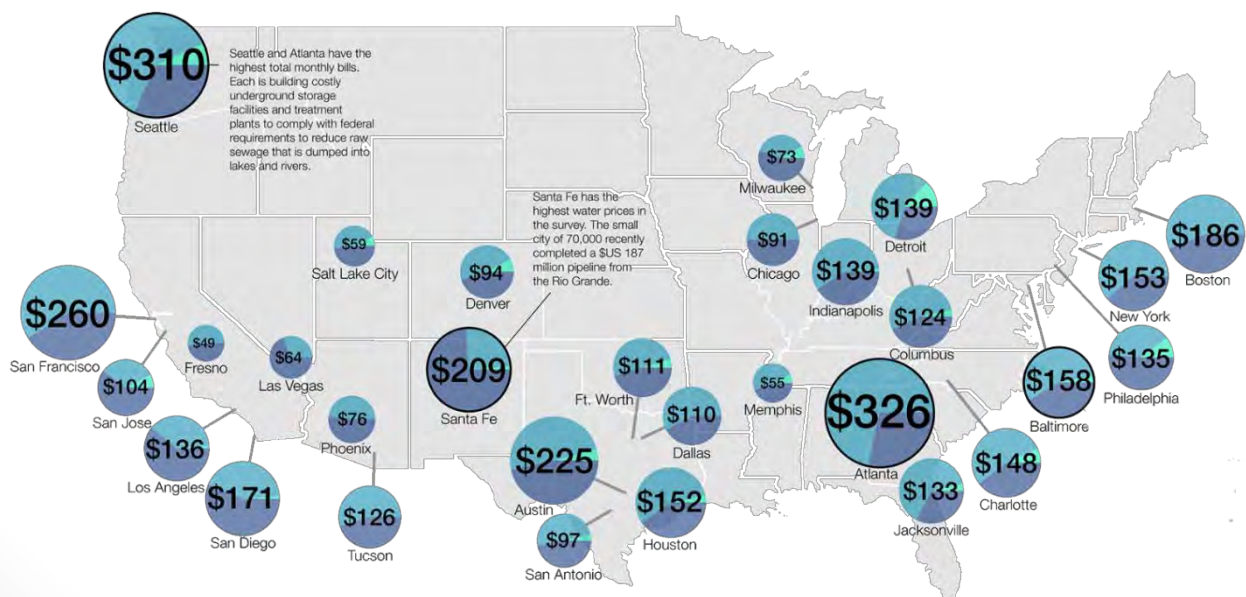 $310
Seattle
Seattle and Atlanta have the
highest total monthly bills.
Each is building costly
underground storage
facilities and treatment
plants to comply with federal
requirements to reduce raw
sewage that is dumped into
lakes and rivers.
$73
Milwaukee
Santa Fe has the
highest water prices in
the survey. The small
city of 70,000 recently
completed a $US 187
million pipeline from
the Rio Grande.
$139
Detroit
$91
Chicago
$186
Boston
$59
Salt Lake City
$94
Denver
$139
Indianapolis
$153
New York
$260
San Francisco
$49
Fresno
$64
Las Vegas
$124
Columbus
$209
Santa Fe
$111
Ft. Worth
$55
Memphis
$135
Philadelphia
$158
Baltimore
$104
San Jose
$326
Atlanta
$76
Phoenix
$110
Dallas
$136
Los Angeles
$225
Austin
$148
Charlotte
$171
San Diego
$126
Tucson
$152
Houston
$133
Jacksonville
$97
San Antonio